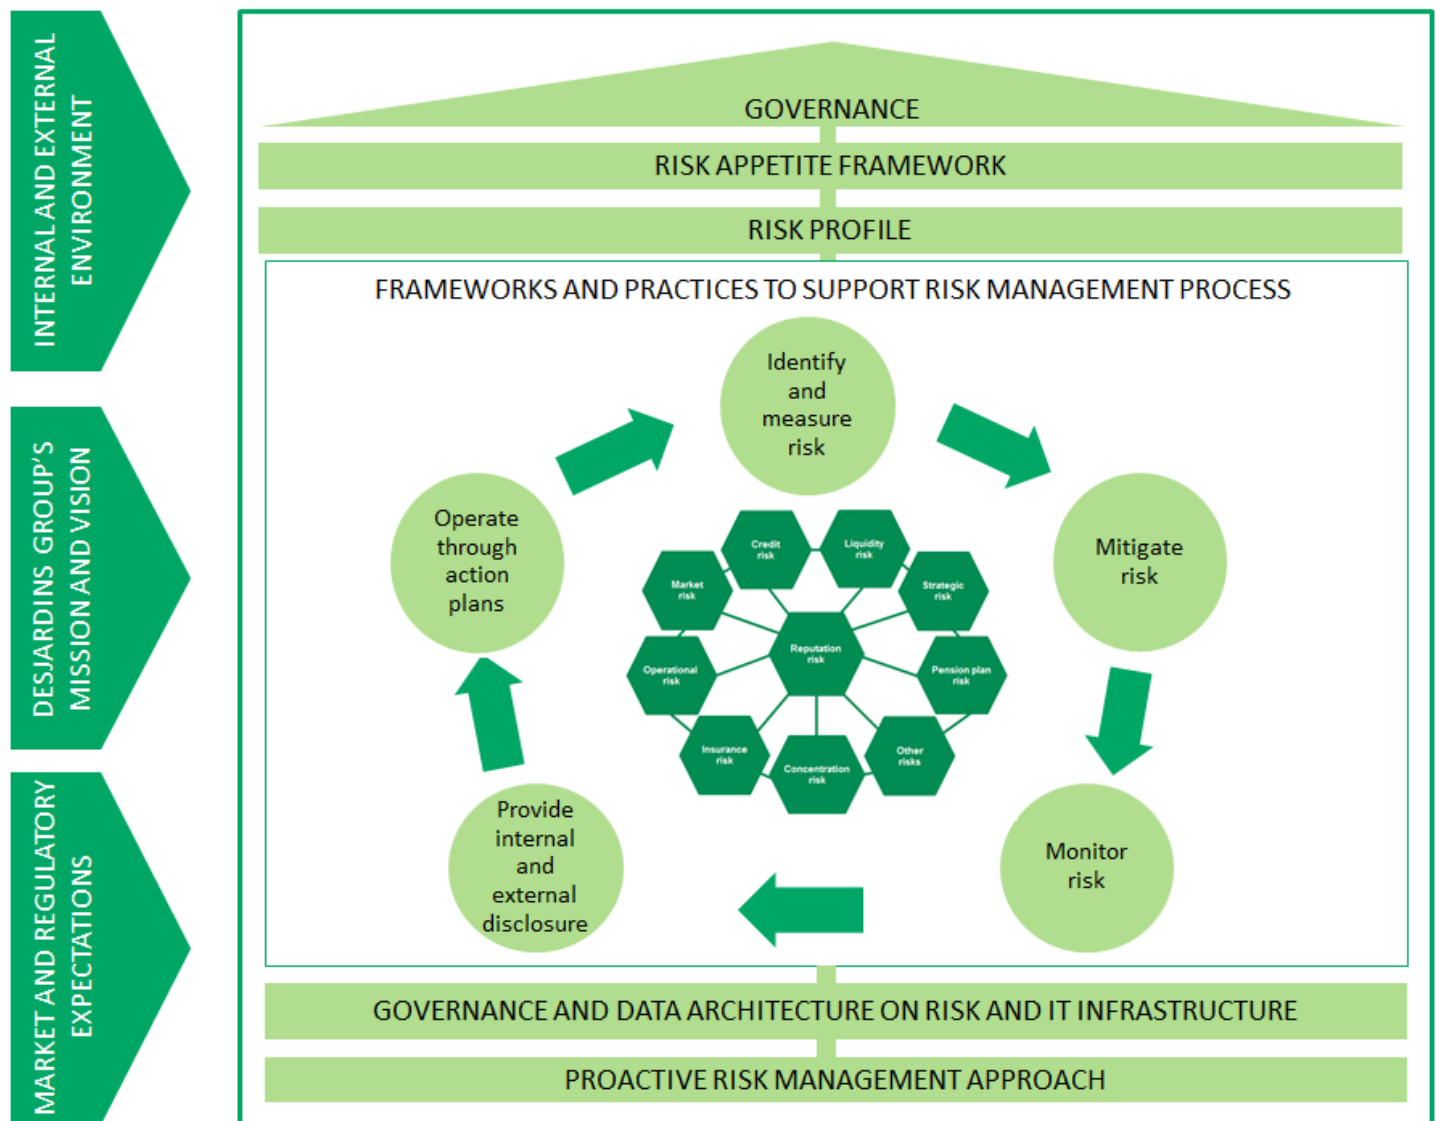 INTERNAL AND EXTERNAL
ENVIRONMENT
DESJARDINS GROUP'S
MISSION AND VISION
MARKET AND REGULATORY
EXPECTATIONS
GOVERNANCE
RISK APPETITE FRAMEWORK
RISK PROFILE
FRAMEWORKS AND PRACTICES TO SUPPORT RISK MANAGEMENT PROCESS
Identify
and
measure
risk
Mitigate
risk
Monitor
risk
Provide
internal
and
external
disclosure
Operate
through
action
plans
Credit
risk
Liquidity
risk
Market
risk
Strategic
risk
Reputation
risk
Operational
risk
Pension plan
risk
Insurance
risk
Concentration
risk
Other
risks
GOVERNANCE AND DATA ARCHITECTURE ON RISK AND IT INFRASTRUCTURE
PROACTIVE RISK MANAGEMENT APPROACH